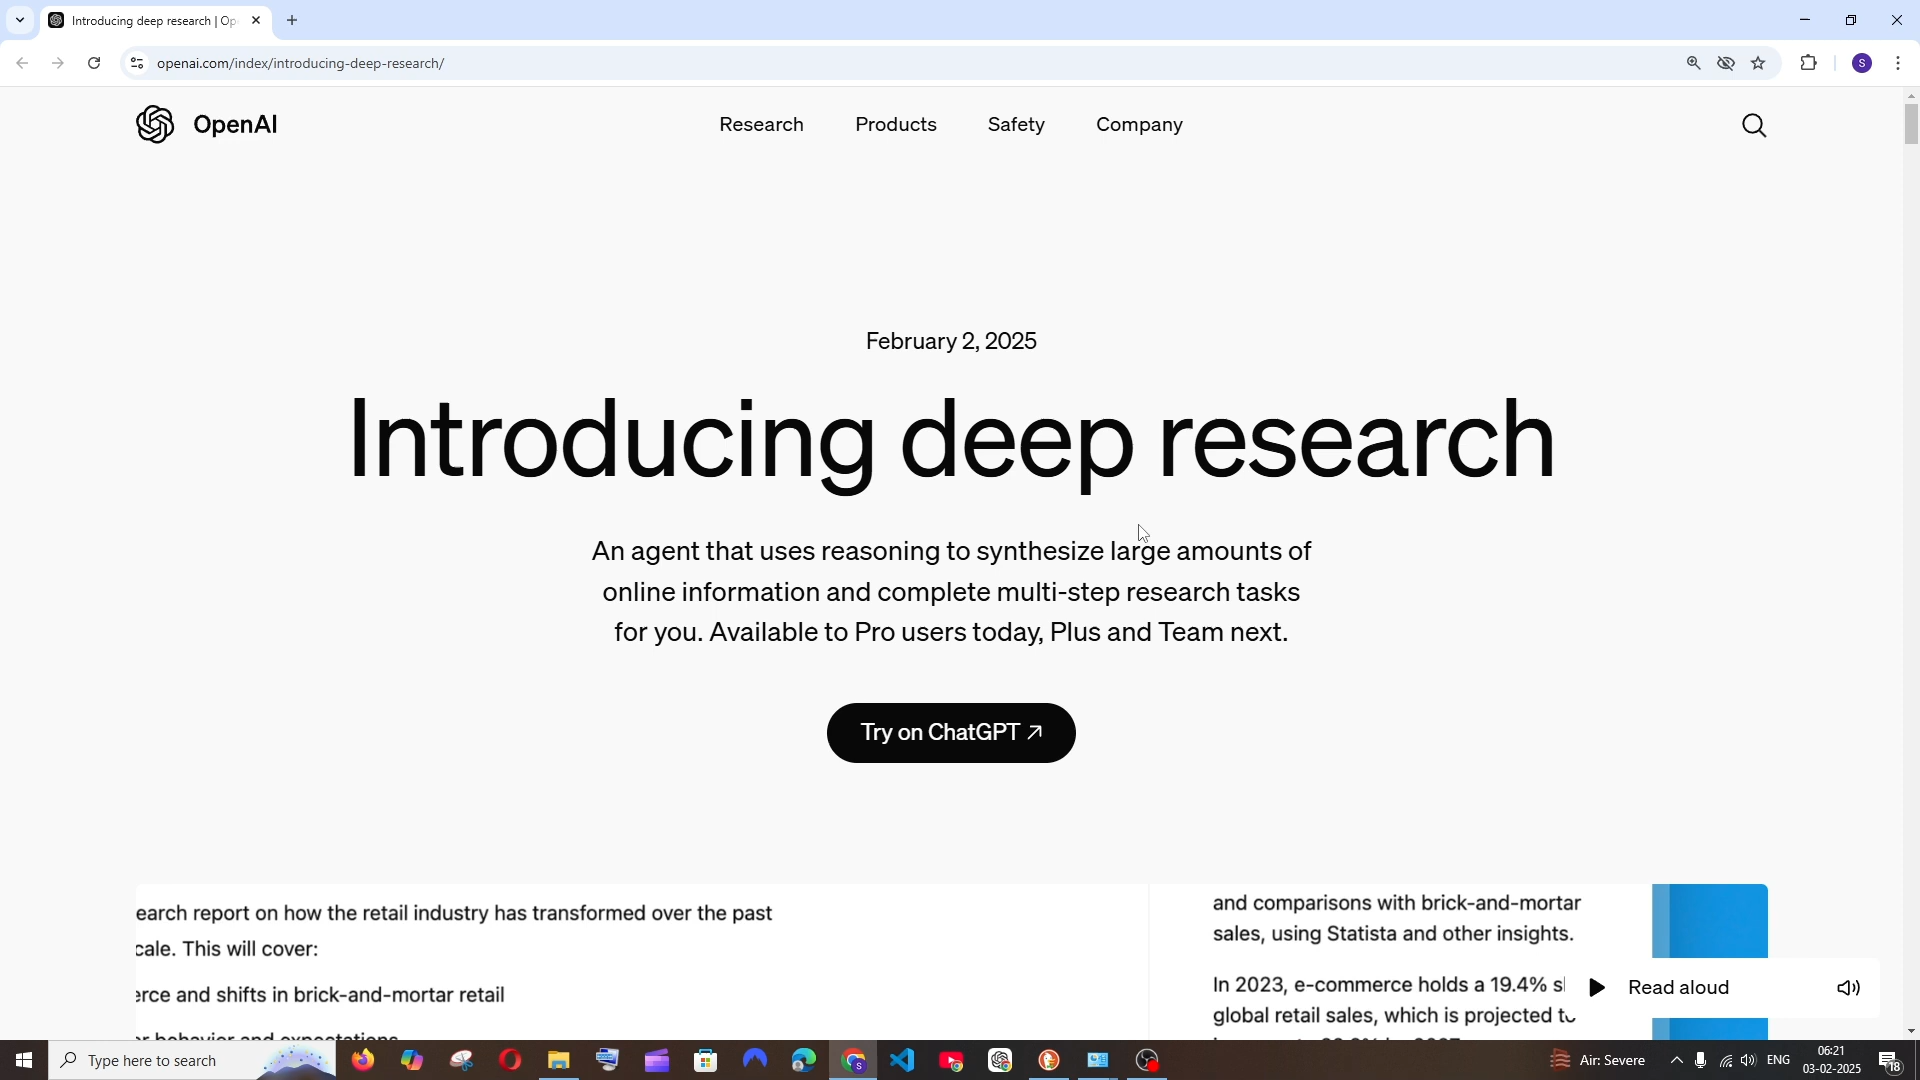 Introducing deep research | Op
openai.com/index/introducing-deep-research/
S
OpenAI
Research
Products
Safety
Company
February 2, 2025
Introducing deep research
An agent that uses reasoning to synthesize large amounts of
online information and complete multi-step research tasks
for you. Available to Pro users today, Plus and Team next.
Try on ChatGPT ↗
earch report on how the retail industry has transformed over the past
cale. This will cover:
erce and shifts in brick-and-mortar retail
or behavior and expectations
and comparisons with brick-and-mortar
sales, using Statista and other insights.
In 2023, e-commerce holds a 19.4% s
global retail sales, which is projected to
Read aloud
Type here to search
Air: Severe
ENG
06:21
03-02-2025
18